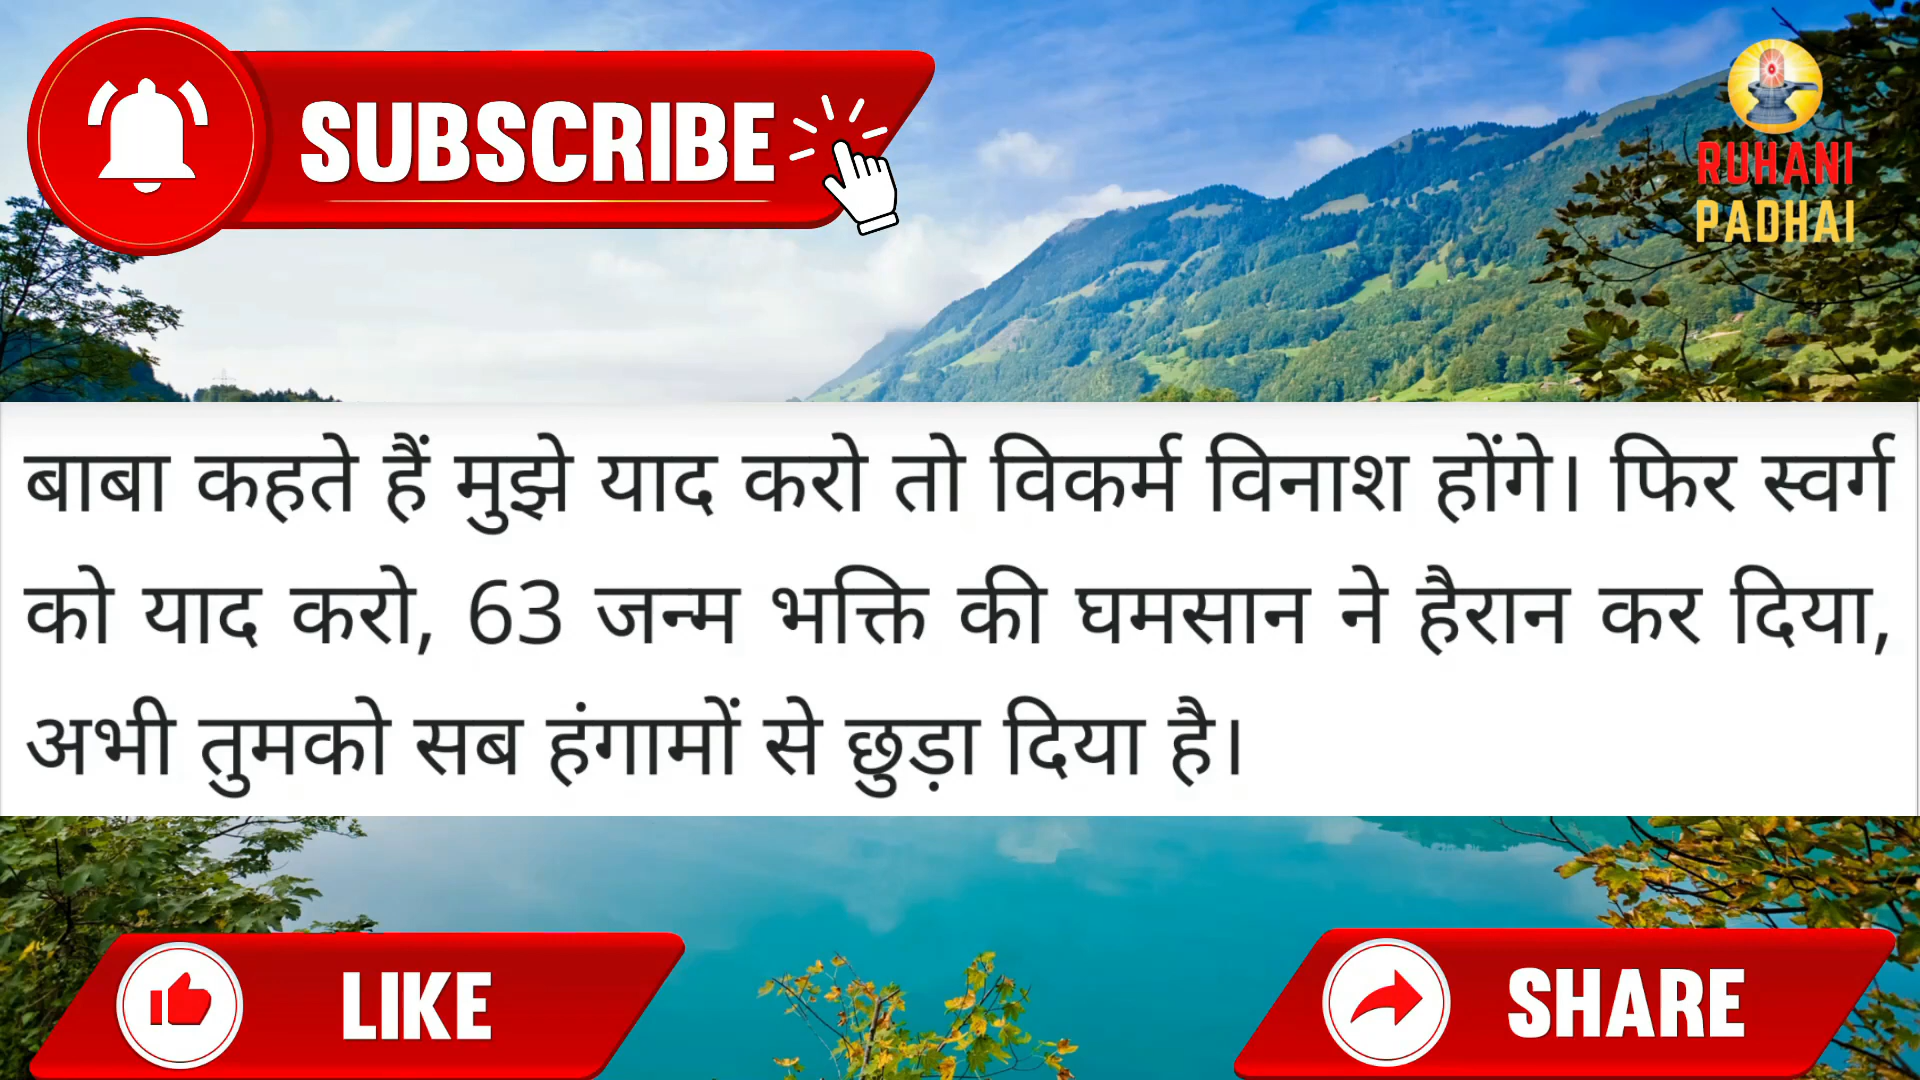 SUBSCRIBE
RUHANI
PADHAI
बाबा कहते हैं मुझे याद करो तो विकर्म विनाश होंगे। फिर स्वर्ग
को याद करो, 63 जन्म भक्ति की घमसान ने हैरान कर दिया,
अभी तुमको सब हंगामों से छुड़ा दिया है।
LIKE
SHARE